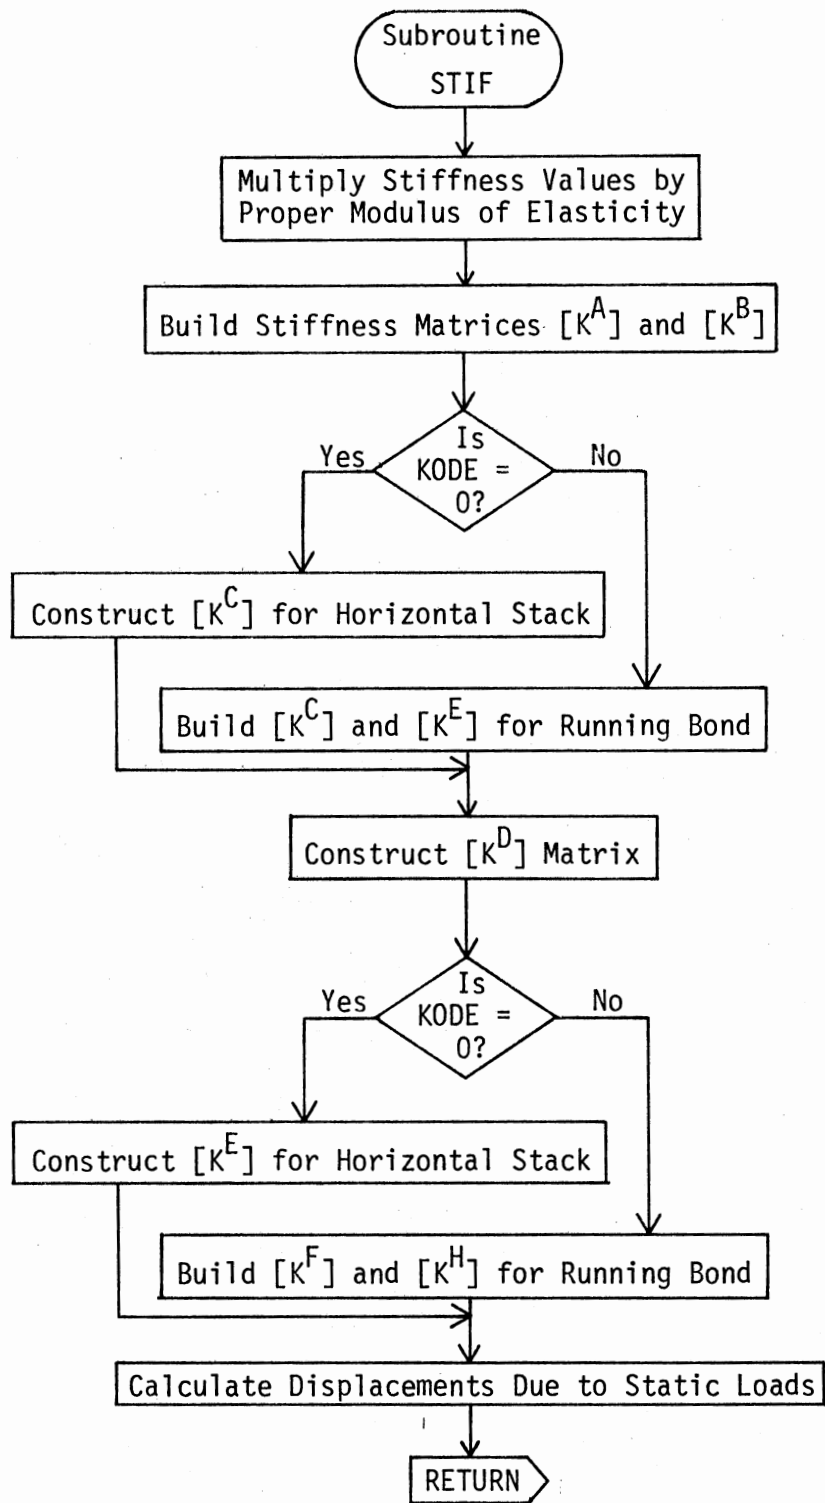 Subroutine
STIF
Multiply Stiffness Values by
Proper Modulus of Elasticity
Build Stiffness Matrices [K^A] and [K^B]
Is
KODE =
0?
Yes
No
Construct [K^C] for Horizontal Stack
Build [K^C] and [K^E] for Running Bond
Construct [K^D] Matrix
Is
KODE =
0?
Yes
No
Construct [K^E] for Horizontal Stack
Build [K^F] and [K^H] for Running Bond
Calculate Displacements Due to Static Loads
RETURN